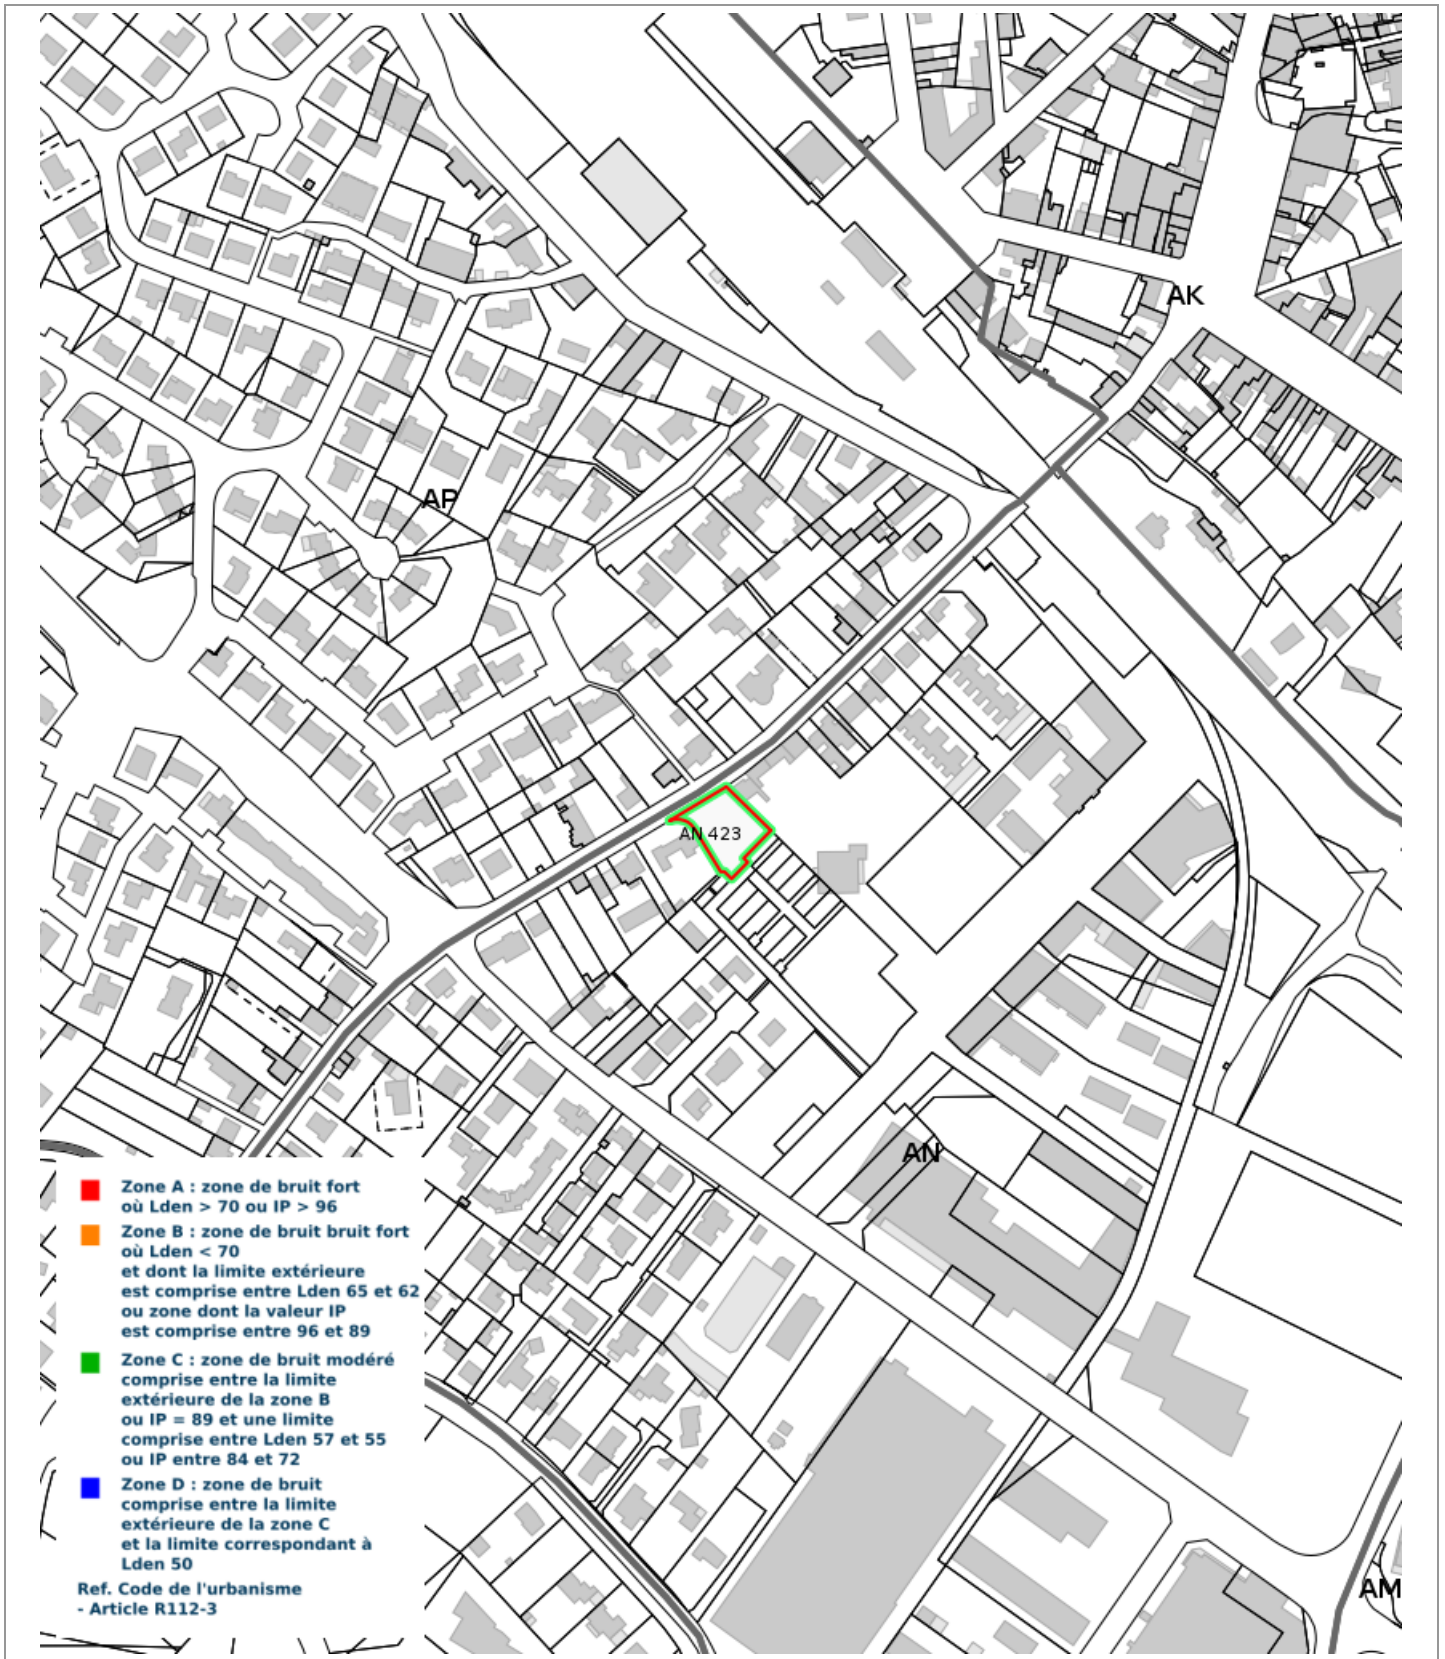 AK
AP
AN 423
AN
Zone A : zone de bruit fort
où Lden > 70 ou IP > 96
Zone B : zone de bruit bruit fort
où Lden < 70
et dont la limite extérieure
est comprise entre Lden 65 et 62
ou zone dont la valeur IP
est comprise entre 96 et 89
Zone C : zone de bruit modéré
comprise entre la limite
extérieure de la zone B
ou IP = 89 et une limite
comprise entre Lden 57 et 55
ou IP entre 84 et 72
Zone D : zone de bruit
comprise entre la limite
extérieure de la zone C
et la limite correspondant à
Lden 50
Ref. Code de l'urbanisme
- Article R112-3
AM